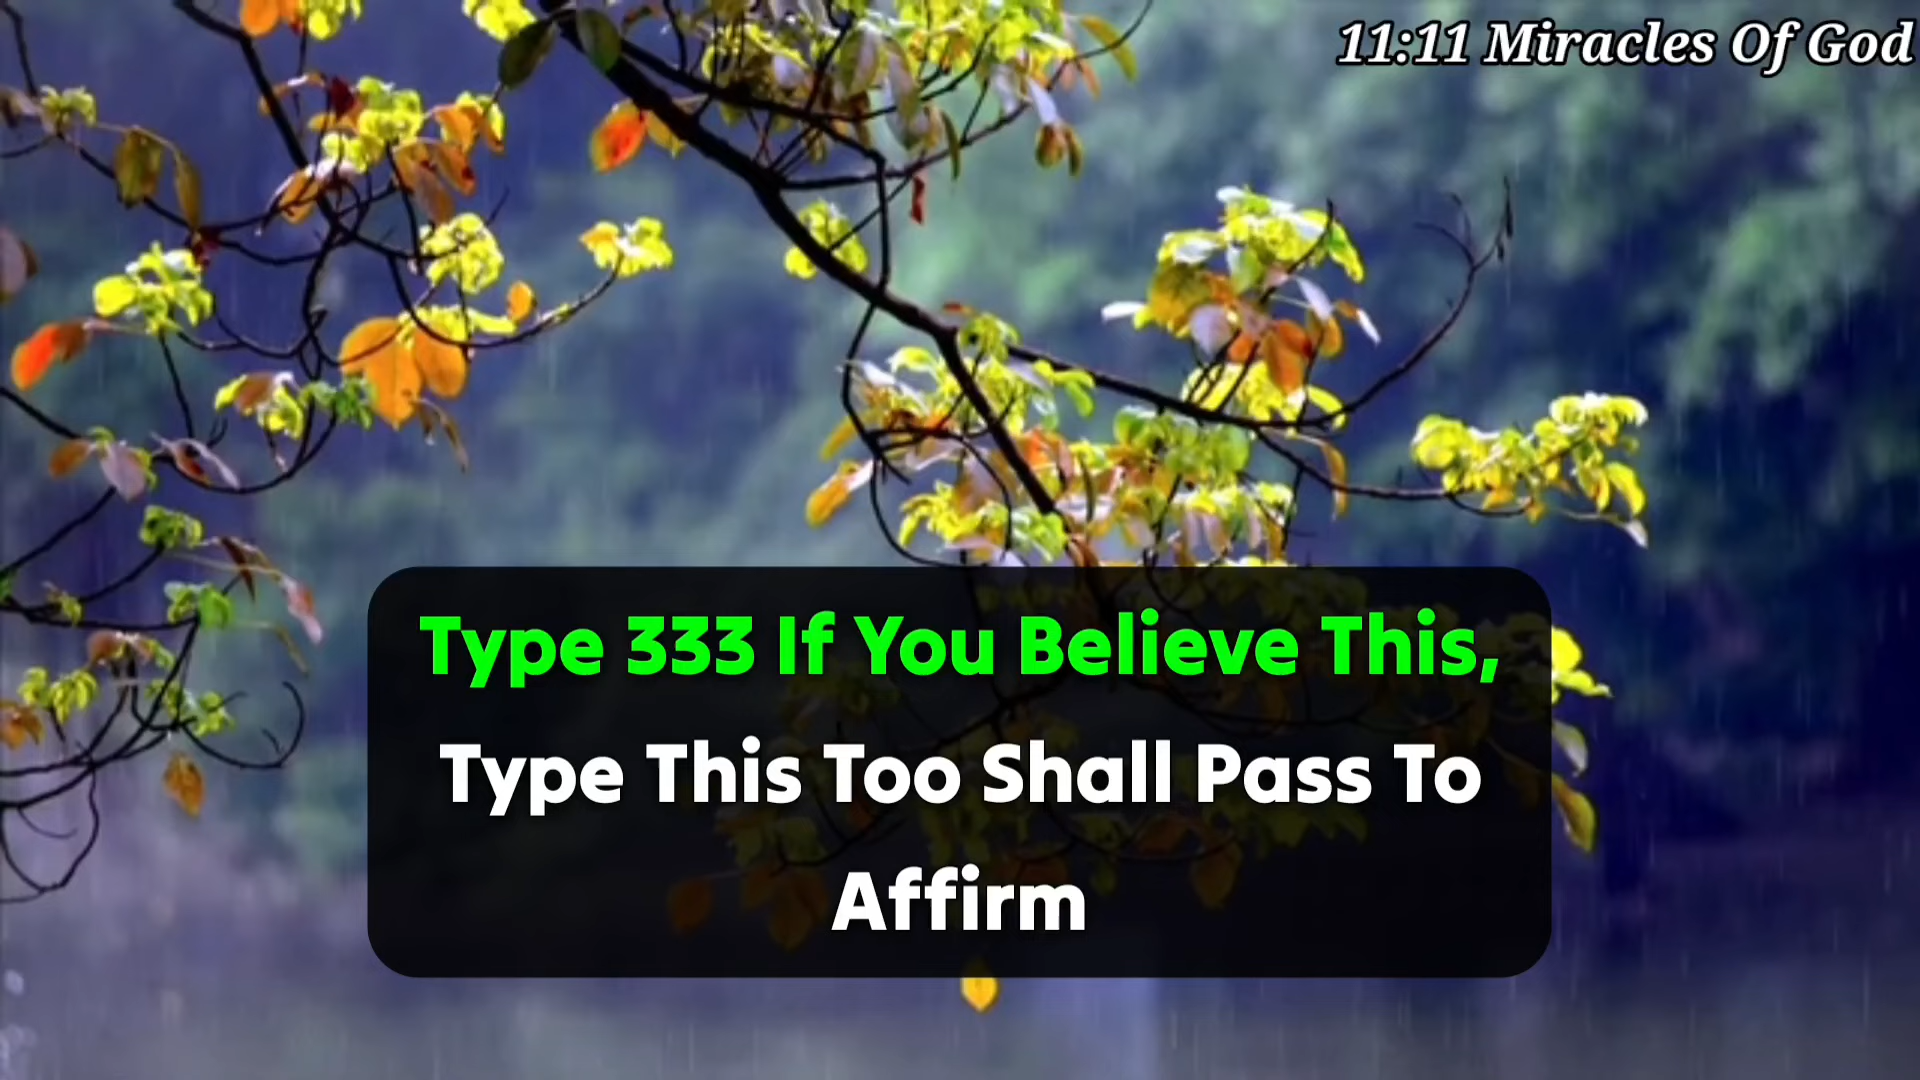 11:11 Miracles Of God
Type 333 If You Believe This,
Type This Too Shall Pass To
Affirm